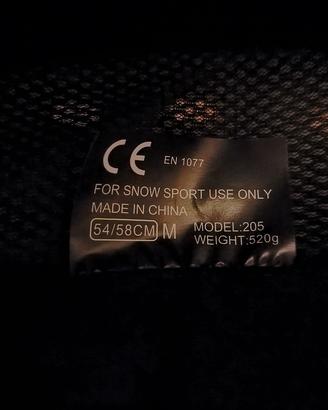 CE EN 1077
FOR SNOW SPORT USE ONLY
MADE IN CHINA
54/58CM M MODEL:205
WEIGHT:520g